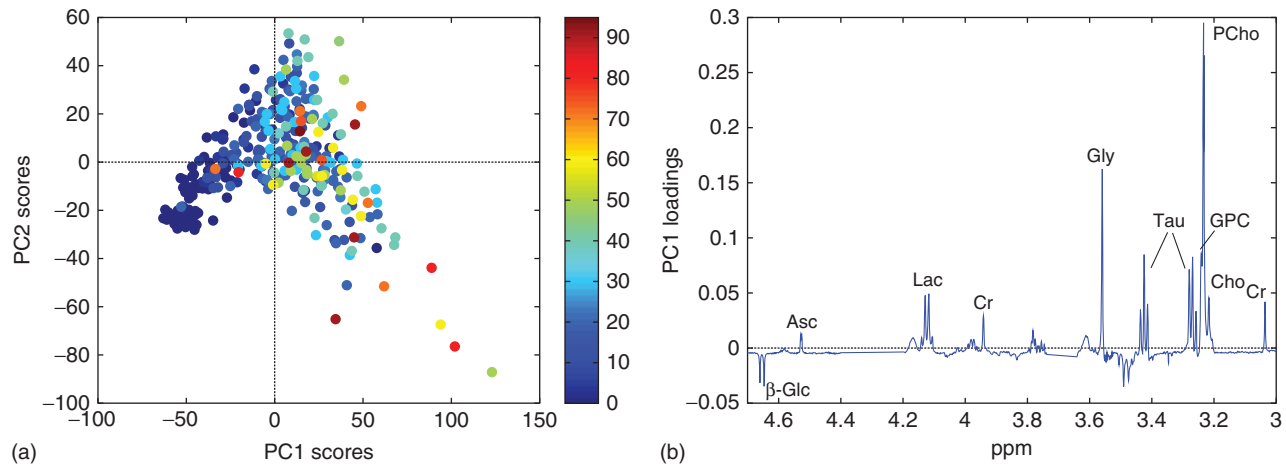 60
40
20
0
−20
−40
−60
−80
−100
PC2 scores
−100
−50
0
50
100
150
PC1 scores
(a)
90
80
70
60
50
40
30
20
10
0
0.3
0.25
0.2
0.15
0.1
0.05
0
−0.05
PC1 loadings
PCho
Gly
Tau
GPC
Lac
Cr
Cho
Cr
Asc
β-Glc
4.6
4.4
4.2
4
3.8
3.6
3.4
3.2
3
ppm
(b)